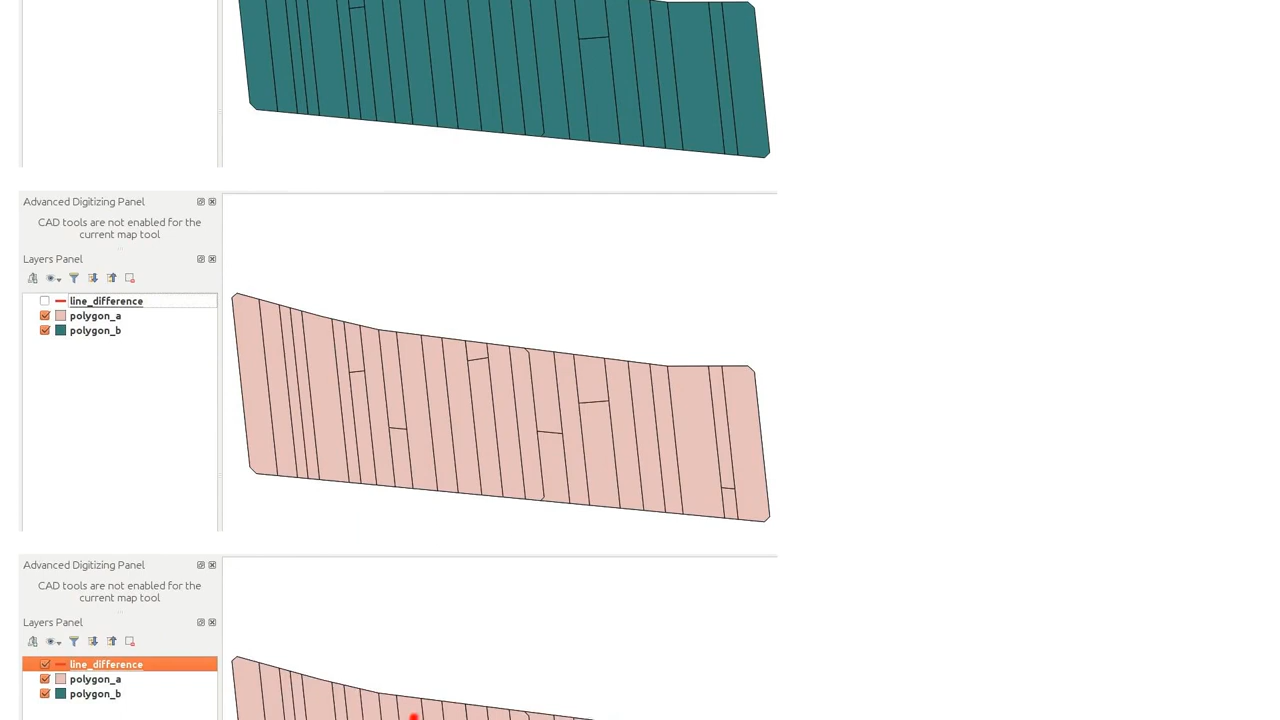 Advanced Digitizing Panel
CAD tools are not enabled for the
current map tool
Layers Panel
line_difference
polygon_a
polygon_b
Advanced Digitizing Panel
CAD tools are not enabled for the
current map tool
Layers Panel
line_difference
polygon_a
polygon_b